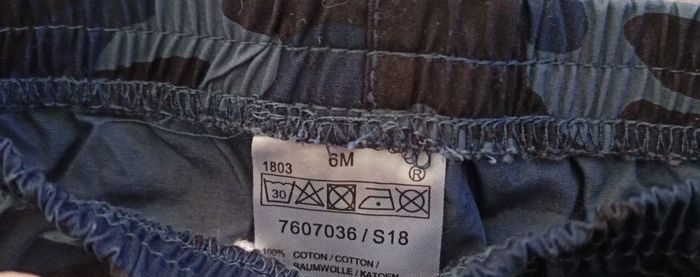 6M
1803
®
30
7607036 / S18
100% COTON / COTTON /
BAUMWOLLE / KATOEN